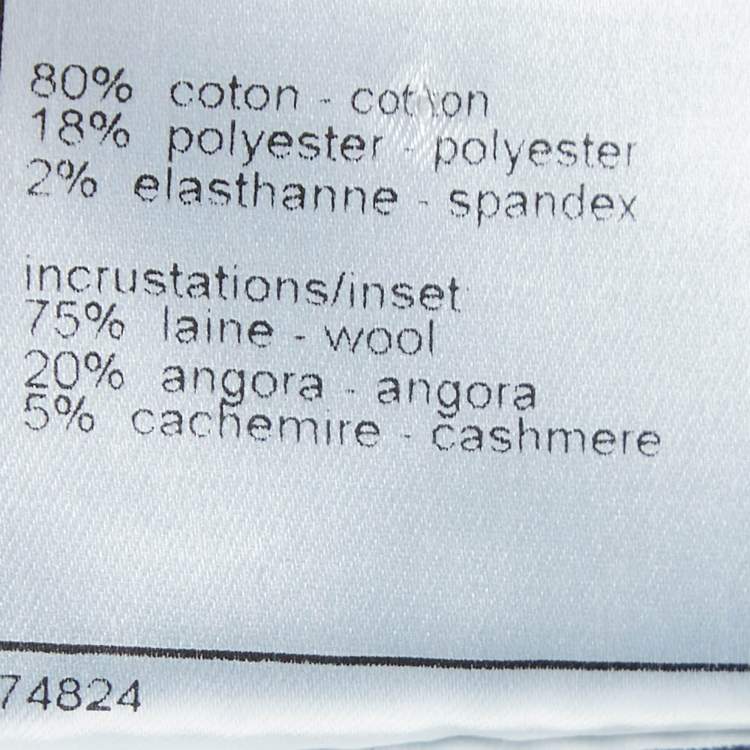 80% coton - cotton
18% polyester - polyester
2% elasthanne - spandex
incrustations/inset
75% laine - wool
20% angora - angora
5% cachemire - cashmere
74824